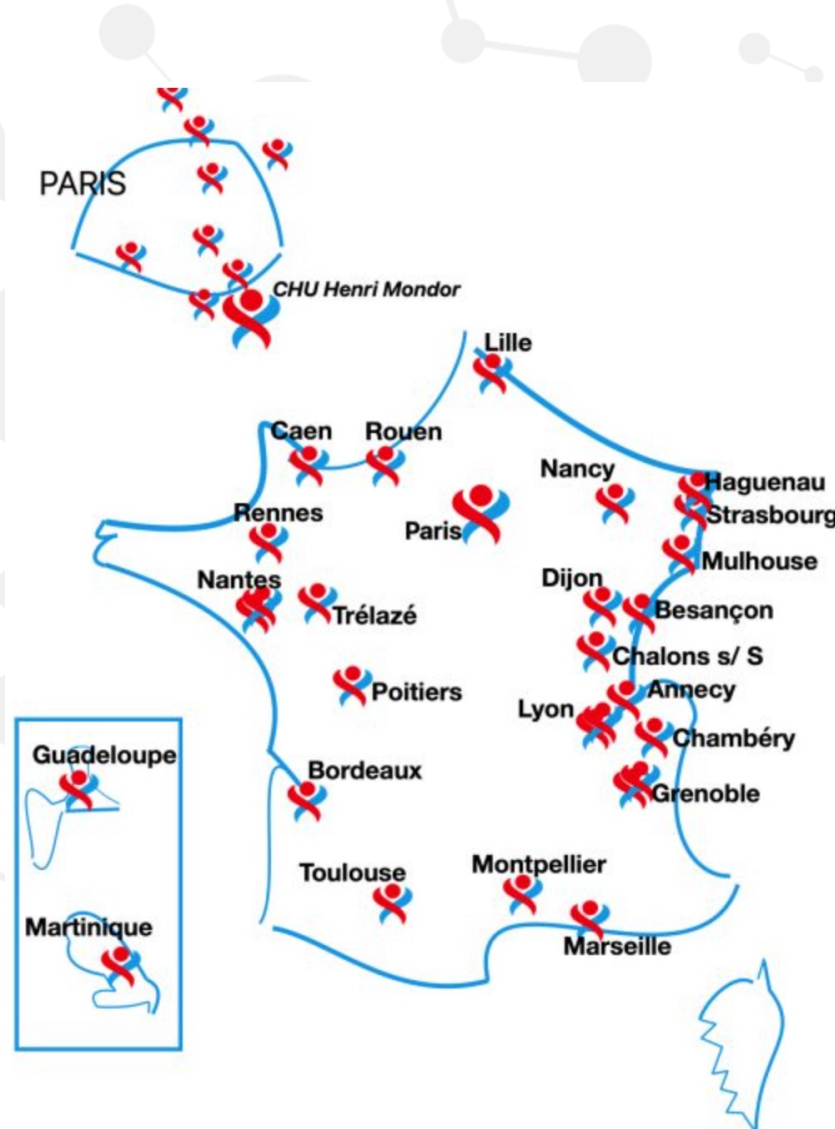 PARIS
CHU Henri Mondor
Lille
Caen
Rouen
Nancy
Haguenau
Strasbourg
Rennes
Paris
Mulhouse
Nantes
Dijon
Trélazé
Besançon
Chalons s/ S
Poitiers
Annecy
Lyon
Chambéry
Guadeloupe
Bordeaux
Grenoble
Toulouse
Montpellier
Martinique
Marseille